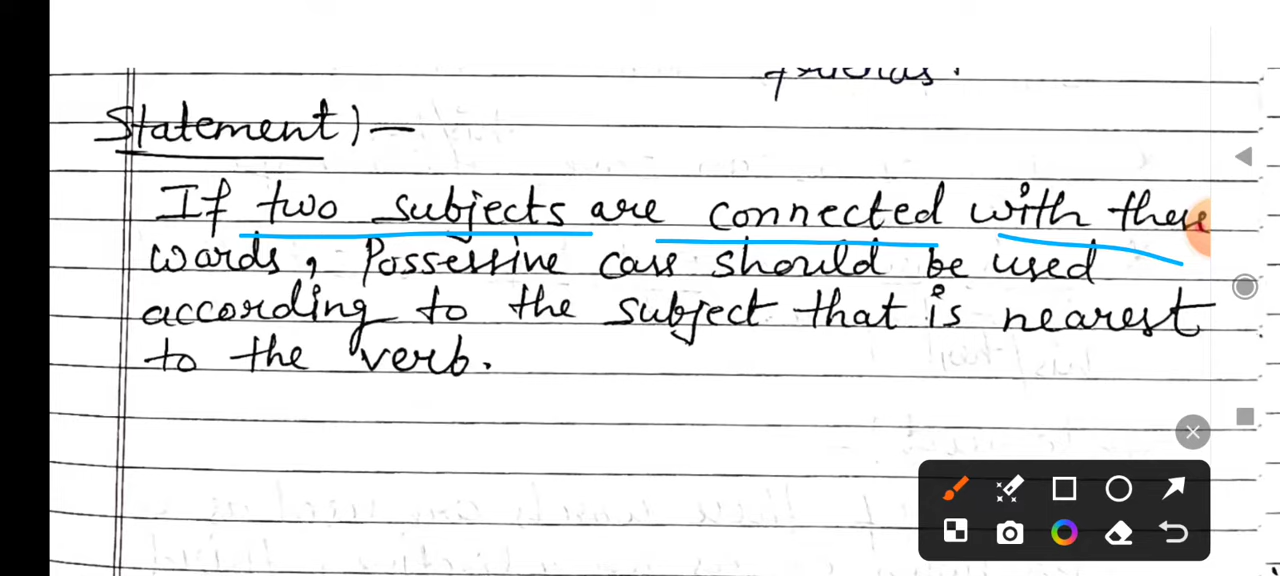 Statement) —
If two subjects are connected with these
words, Possessive case should be used
according to the subject that is nearest
to the verb.